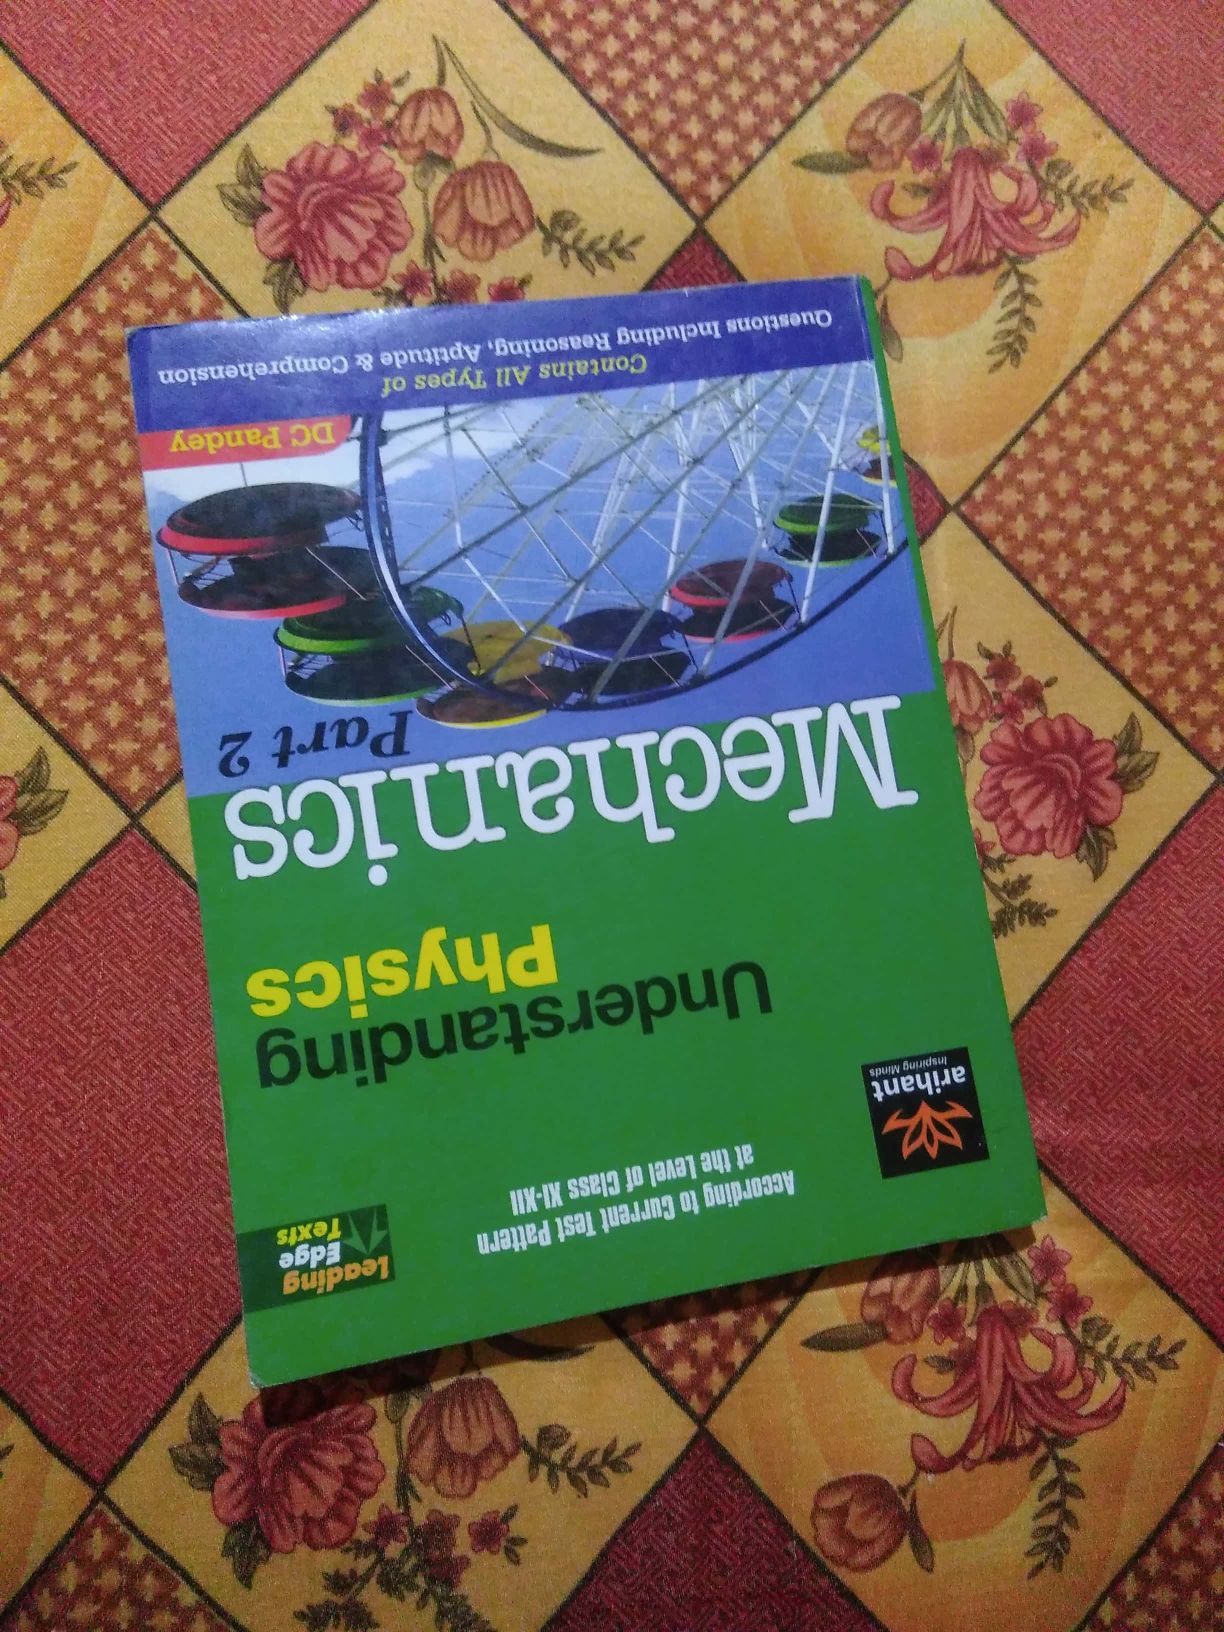 According to Current Test Pattern
at the Level of Class XI-XII
Leading
Edge
Texts
arihant
Inspiring Minds
Understanding
Physics
Mechanics
Part 2
DC Pandey
Contains All Types of
Questions Including Reasoning, Aptitude & Comprehension